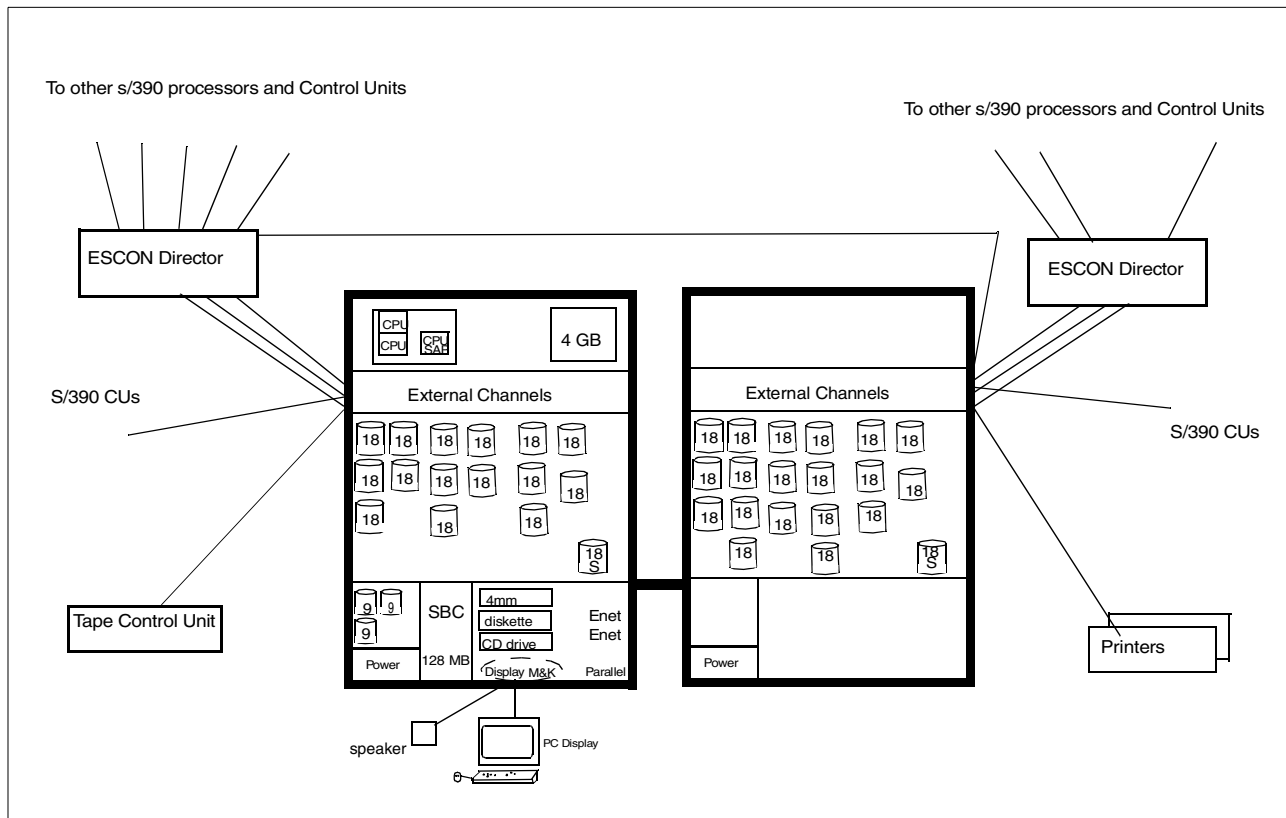 To other s/390 processors and Control Units
To other s/390 processors and Control Units
ESCON Director
ESCON Director
CPU
CPU
CPU
SAP
4 GB
External Channels
External Channels
S/390 CUs
S/390 CUs
18 18 18 18 18 18
18 18 18 18 18 18
18 18 18
18
S
18 18 18 18 18 18
18 18 18 18 18 18
18 18 18 18 18
18 18
18
S
9 9
9
SBC
128 MB
4mm
diskette
CD drive
Enet
Enet
Power
Display M&K
Parallel
Power
Tape Control Unit
Printers
speaker
PC Display